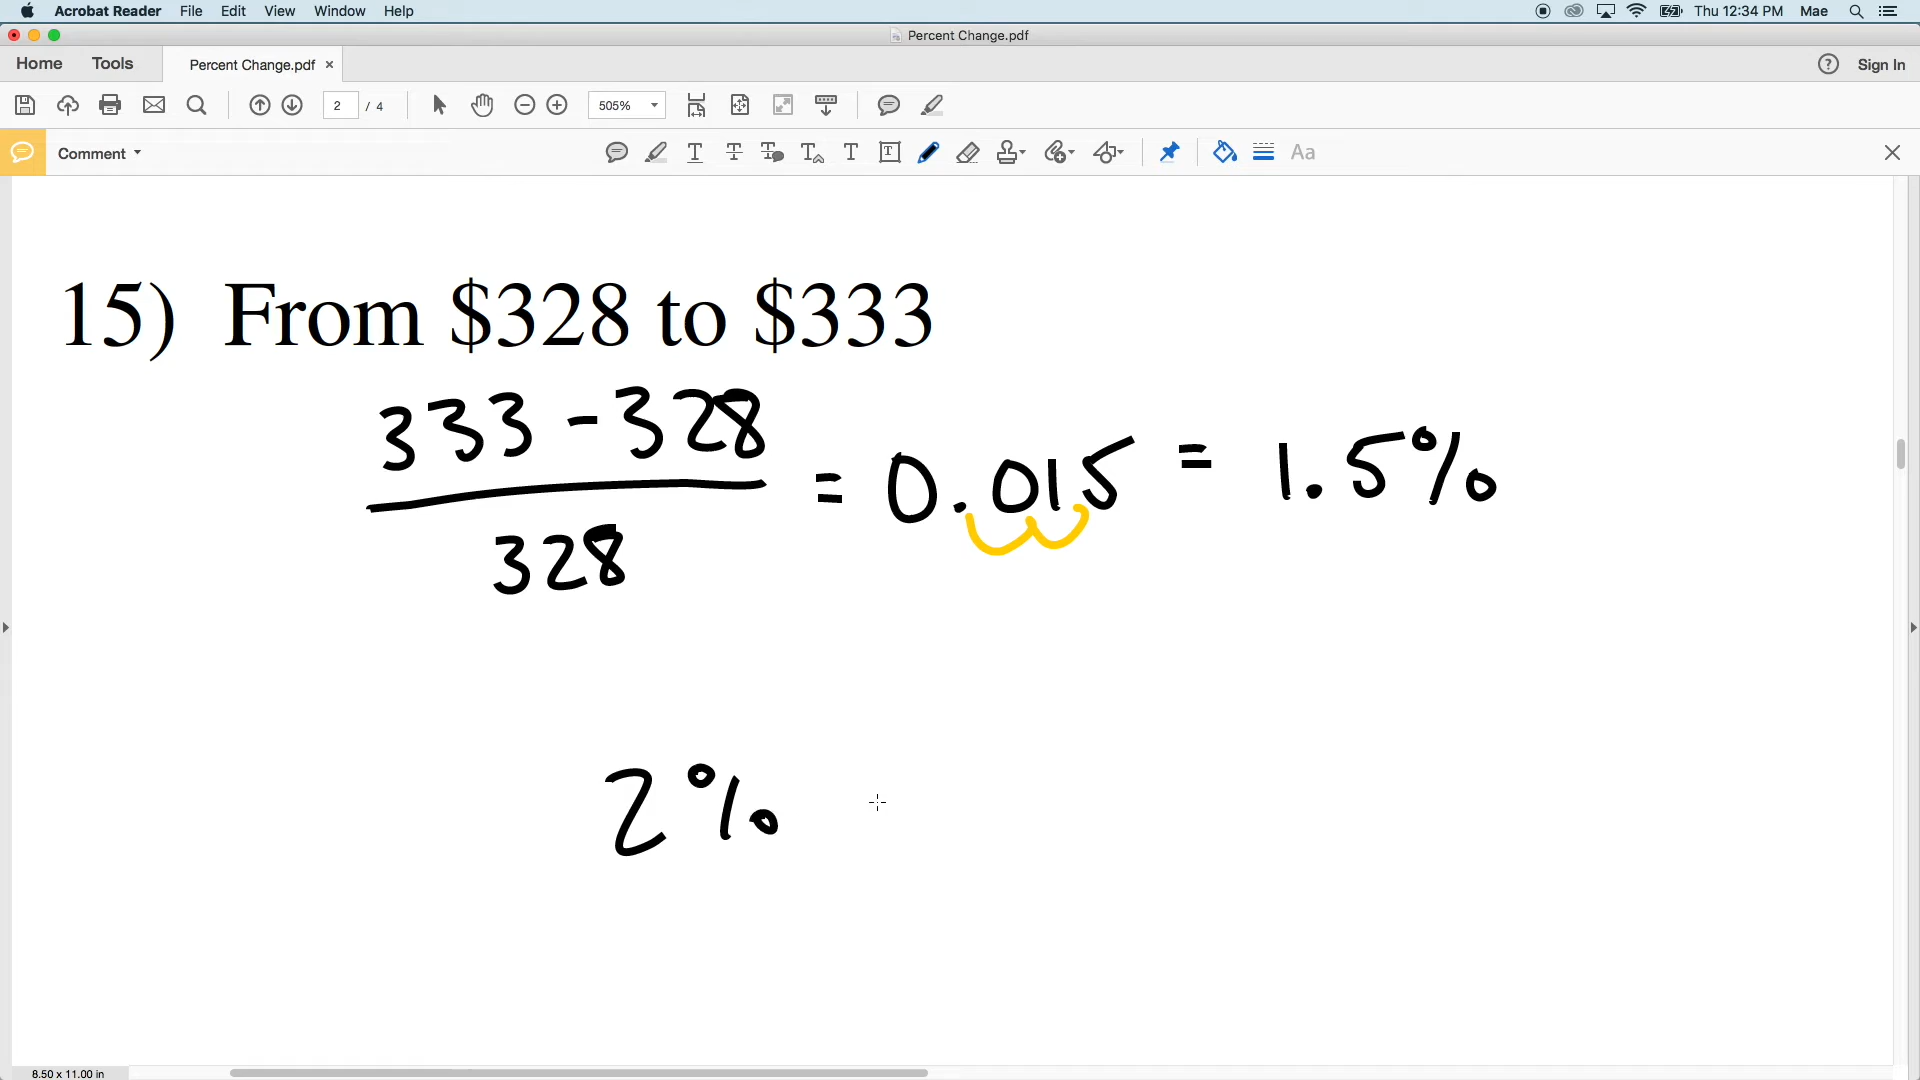 Acrobat Reader File Edit View Window Help Thu 12:34 PM Mae
Percent Change.pdf
Home Tools Percent Change.pdf × ? Sign In
2 / 4 505%
Comment T T T T T T Aa
15) From $328 to $333
333 - 328
328
= 0.015 = 1.5%
2%
8.50 x 11.00 in